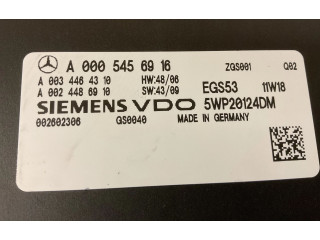 A 000 545 69 16 ZGS001 Q02
A 003 446 43 10 HW:48/06 EGS53 11W18
A 002 448 69 10 SW:43/09
SIEMENS VDO 5WP20124DM
002602306 GS0040 MADE IN GERMANY